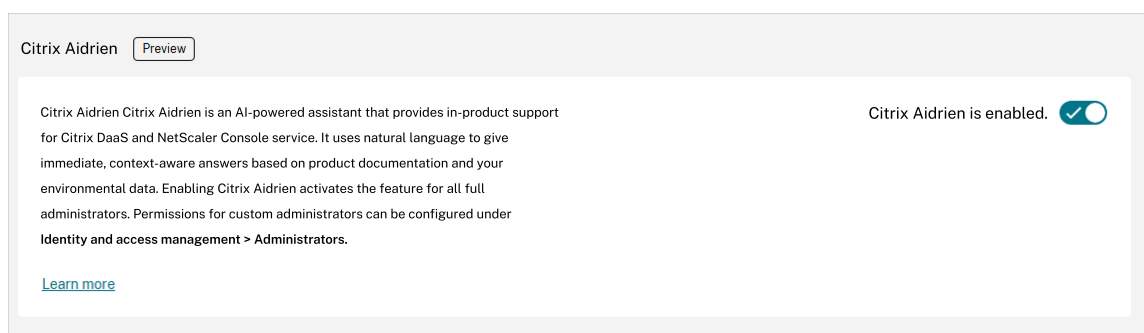 Citrix Aidrien Preview
Citrix Aidrien Citrix Aidrien is an AI-powered assistant that provides in-product support
for Citrix DaaS and NetScaler Console service. It uses natural language to give
immediate, context-aware answers based on product documentation and your
environmental data. Enabling Citrix Aidrien activates the feature for all full
administrators. Permissions for custom administrators can be configured under
Identity and access management > Administrators.
Learn more
Citrix Aidrien is enabled.